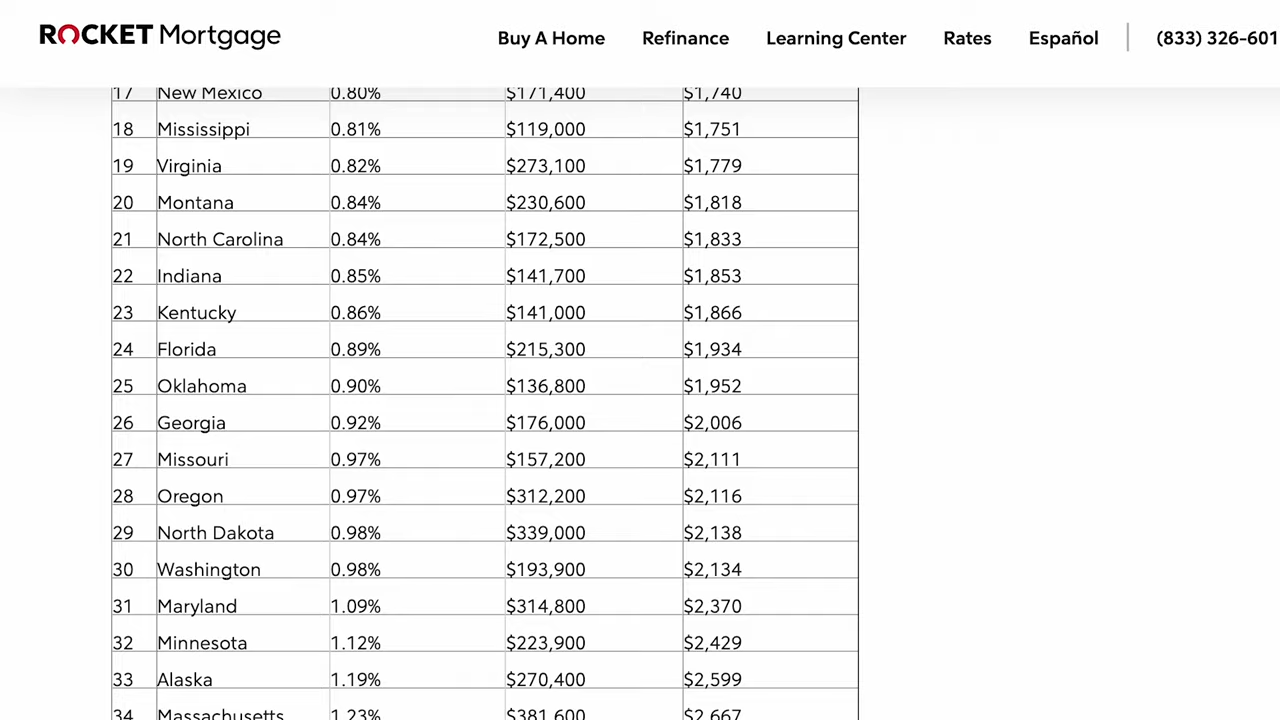 ROCKET Mortgage Buy A Home Refinance Learning Center Rates Español (833) 326-601
17 New Mexico 0.80% $171,400 $1,740
18 Mississippi 0.81% $119,000 $1,751
19 Virginia 0.82% $273,100 $1,779
20 Montana 0.84% $230,600 $1,818
21 North Carolina 0.84% $172,500 $1,833
22 Indiana 0.85% $141,700 $1,853
23 Kentucky 0.86% $141,000 $1,866
24 Florida 0.89% $215,300 $1,934
25 Oklahoma 0.90% $136,800 $1,952
26 Georgia 0.92% $176,000 $2,006
27 Missouri 0.97% $157,200 $2,111
28 Oregon 0.97% $312,200 $2,116
29 North Dakota 0.98% $339,000 $2,138
30 Washington 0.98% $193,900 $2,134
31 Maryland 1.09% $314,800 $2,370
32 Minnesota 1.12% $223,900 $2,429
33 Alaska 1.19% $270,400 $2,599
34 Massachusetts 1.23% $381,600 $2,667